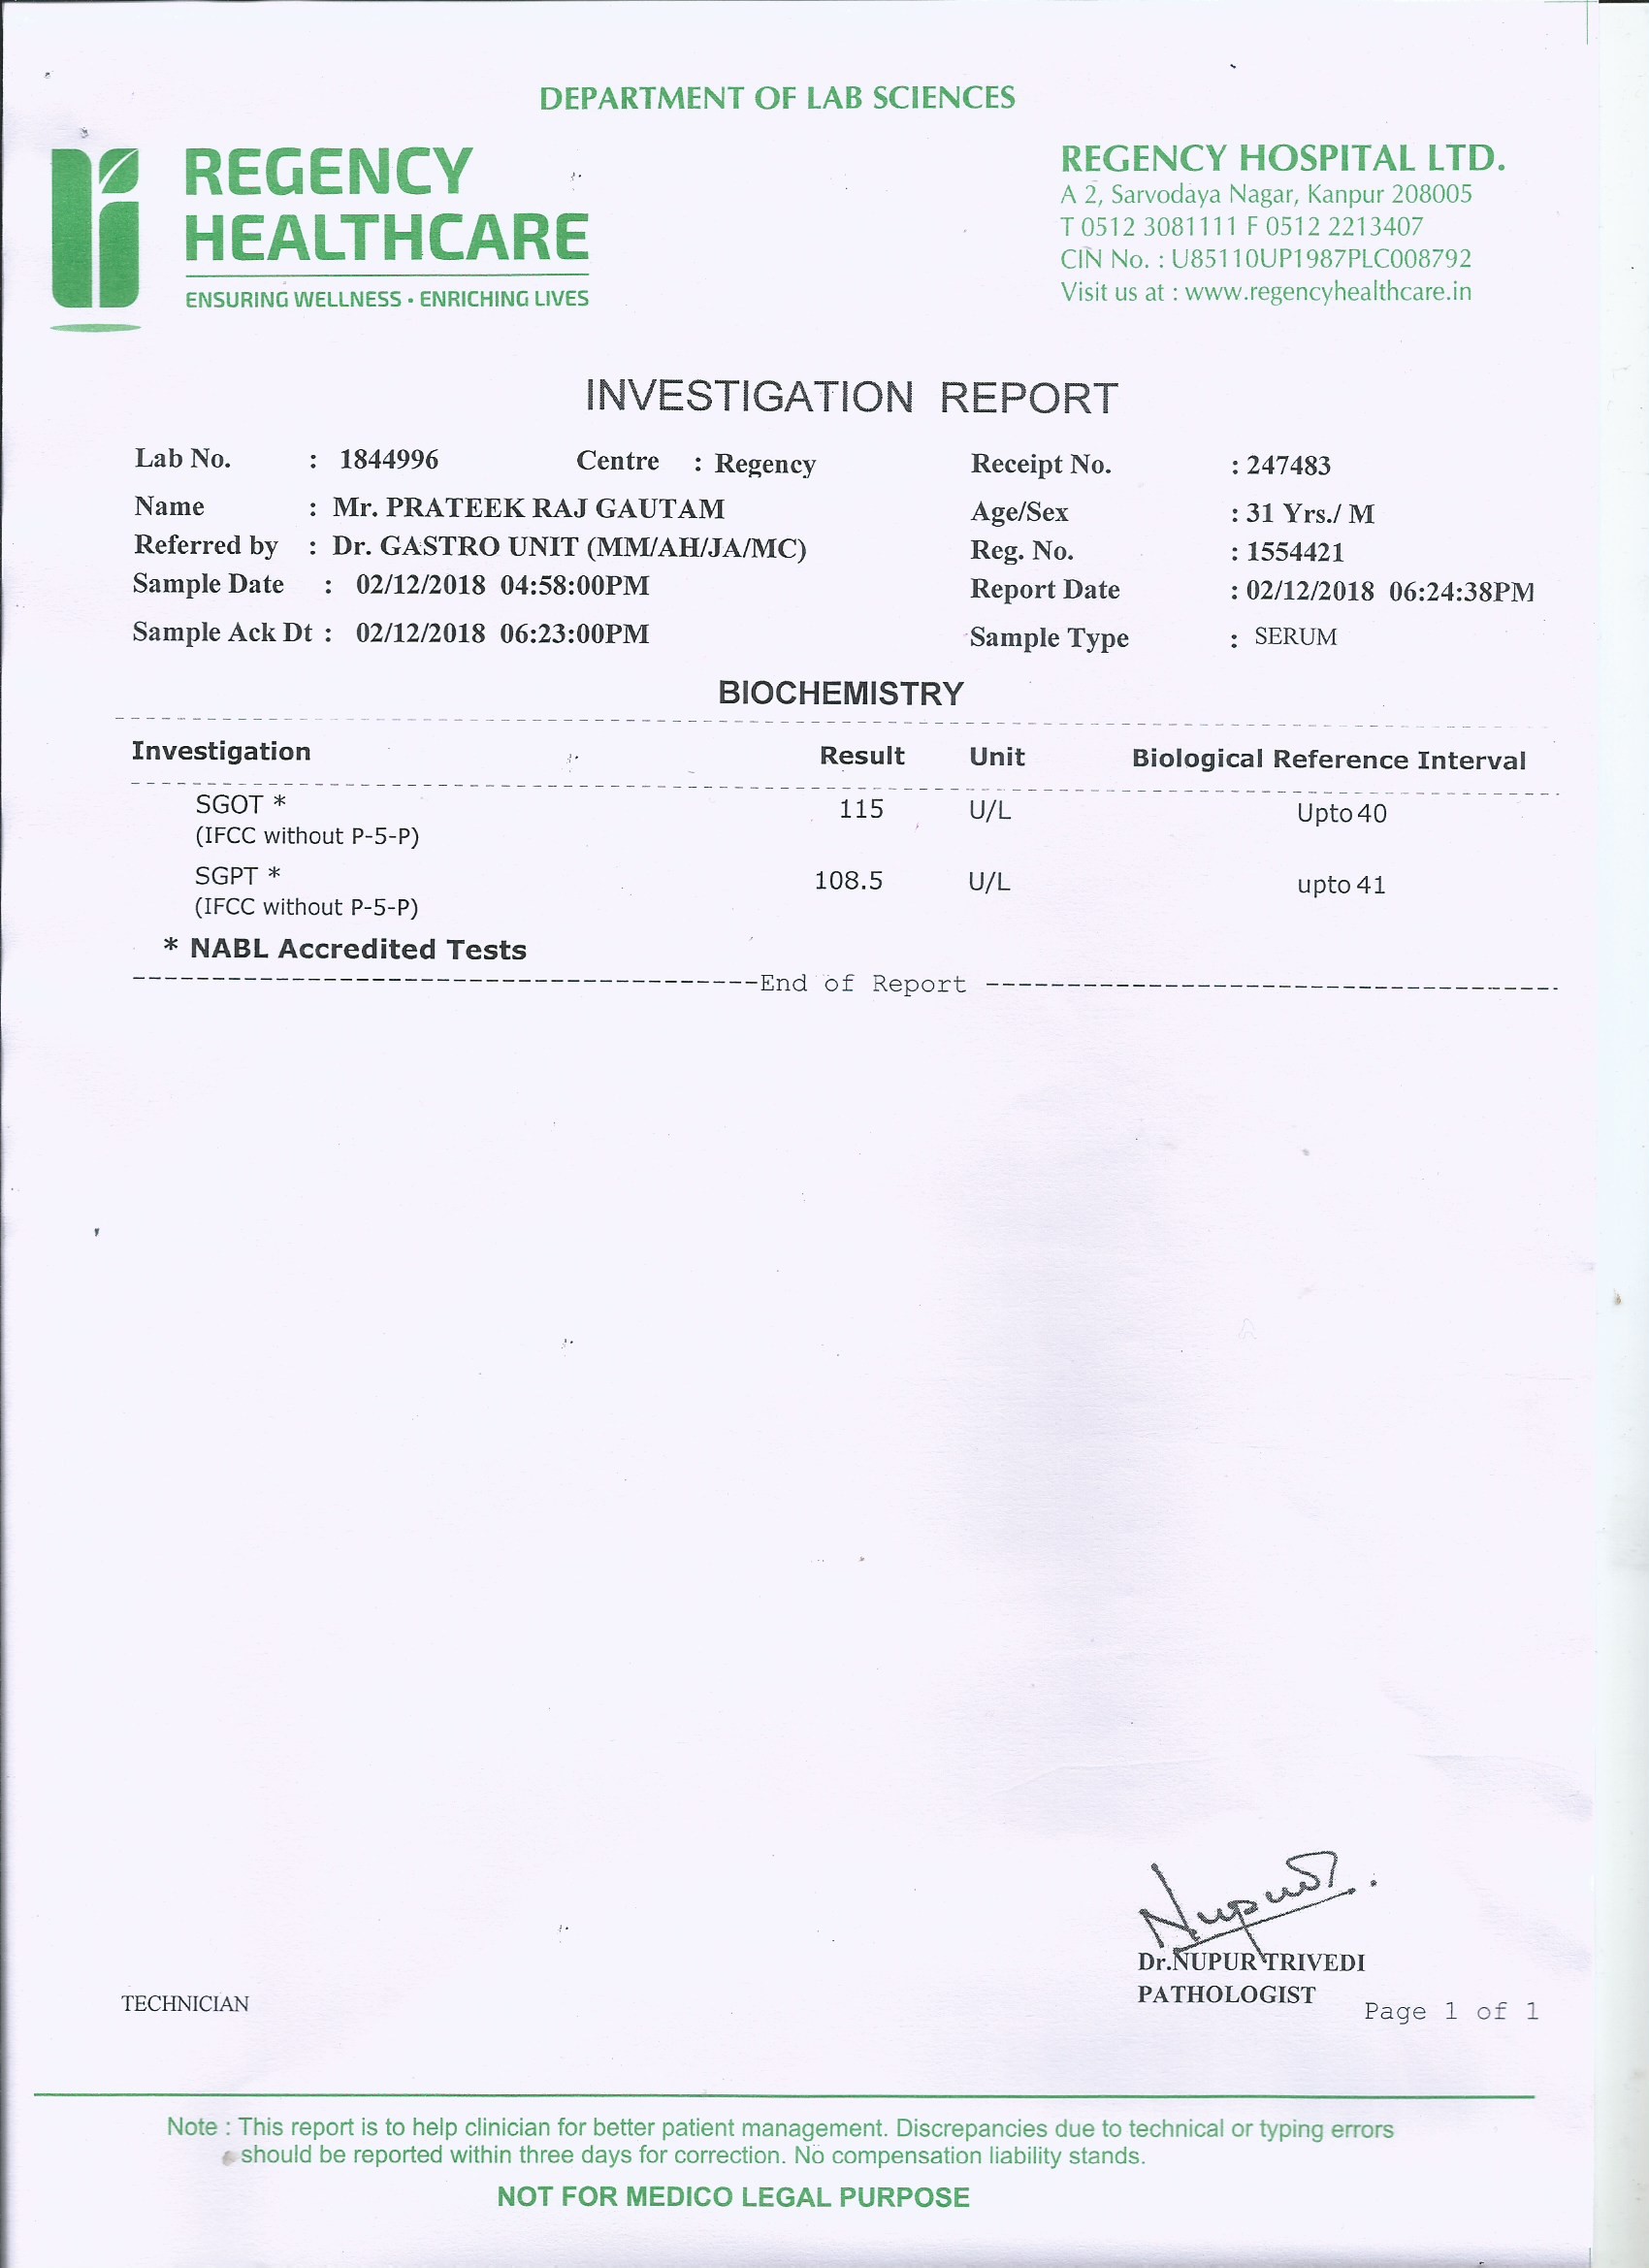 DEPARTMENT OF LAB SCIENCES
REGENCY
HEALTHCARE
ENSURING WELLNESS • ENRICHING LIVES
REGENCY HOSPITAL LTD.
A 2, Sarvodaya Nagar, Kanpur 208005
T 0512 3081111 F 0512 2213407
CIN No. : U85110UP1987PLC008792
Visit us at : www.regencyhealthcare.in
INVESTIGATION REPORT
Lab No. : 1844996 Centre : Regency Receipt No. : 247483
Name : Mr. PRATEEK RAJ GAUTAM Age/Sex : 31 Yrs./ M
Referred by : Dr. GASTRO UNIT (MM/AH/JA/MC) Reg. No. : 1554421
Sample Date : 02/12/2018 04:58:00PM Report Date : 02/12/2018 06:24:38PM
Sample Ack Dt : 02/12/2018 06:23:00PM Sample Type : SERUM
BIOCHEMISTRY
Investigation Result Unit Biological Reference Interval
SGOT * 115 U/L Upto 40
(IFCC without P-5-P)
SGPT * 108.5 U/L upto 41
(IFCC without P-5-P)
* NABL Accredited Tests
End of Report
Nupur
Dr.NUPUR TRIVEDI
PATHOLOGIST
TECHNICIAN
Page 1 of 1
Note : This report is to help clinician for better patient management. Discrepancies due to technical or typing errors
should be reported within three days for correction. No compensation liability stands.
NOT FOR MEDICO LEGAL PURPOSE